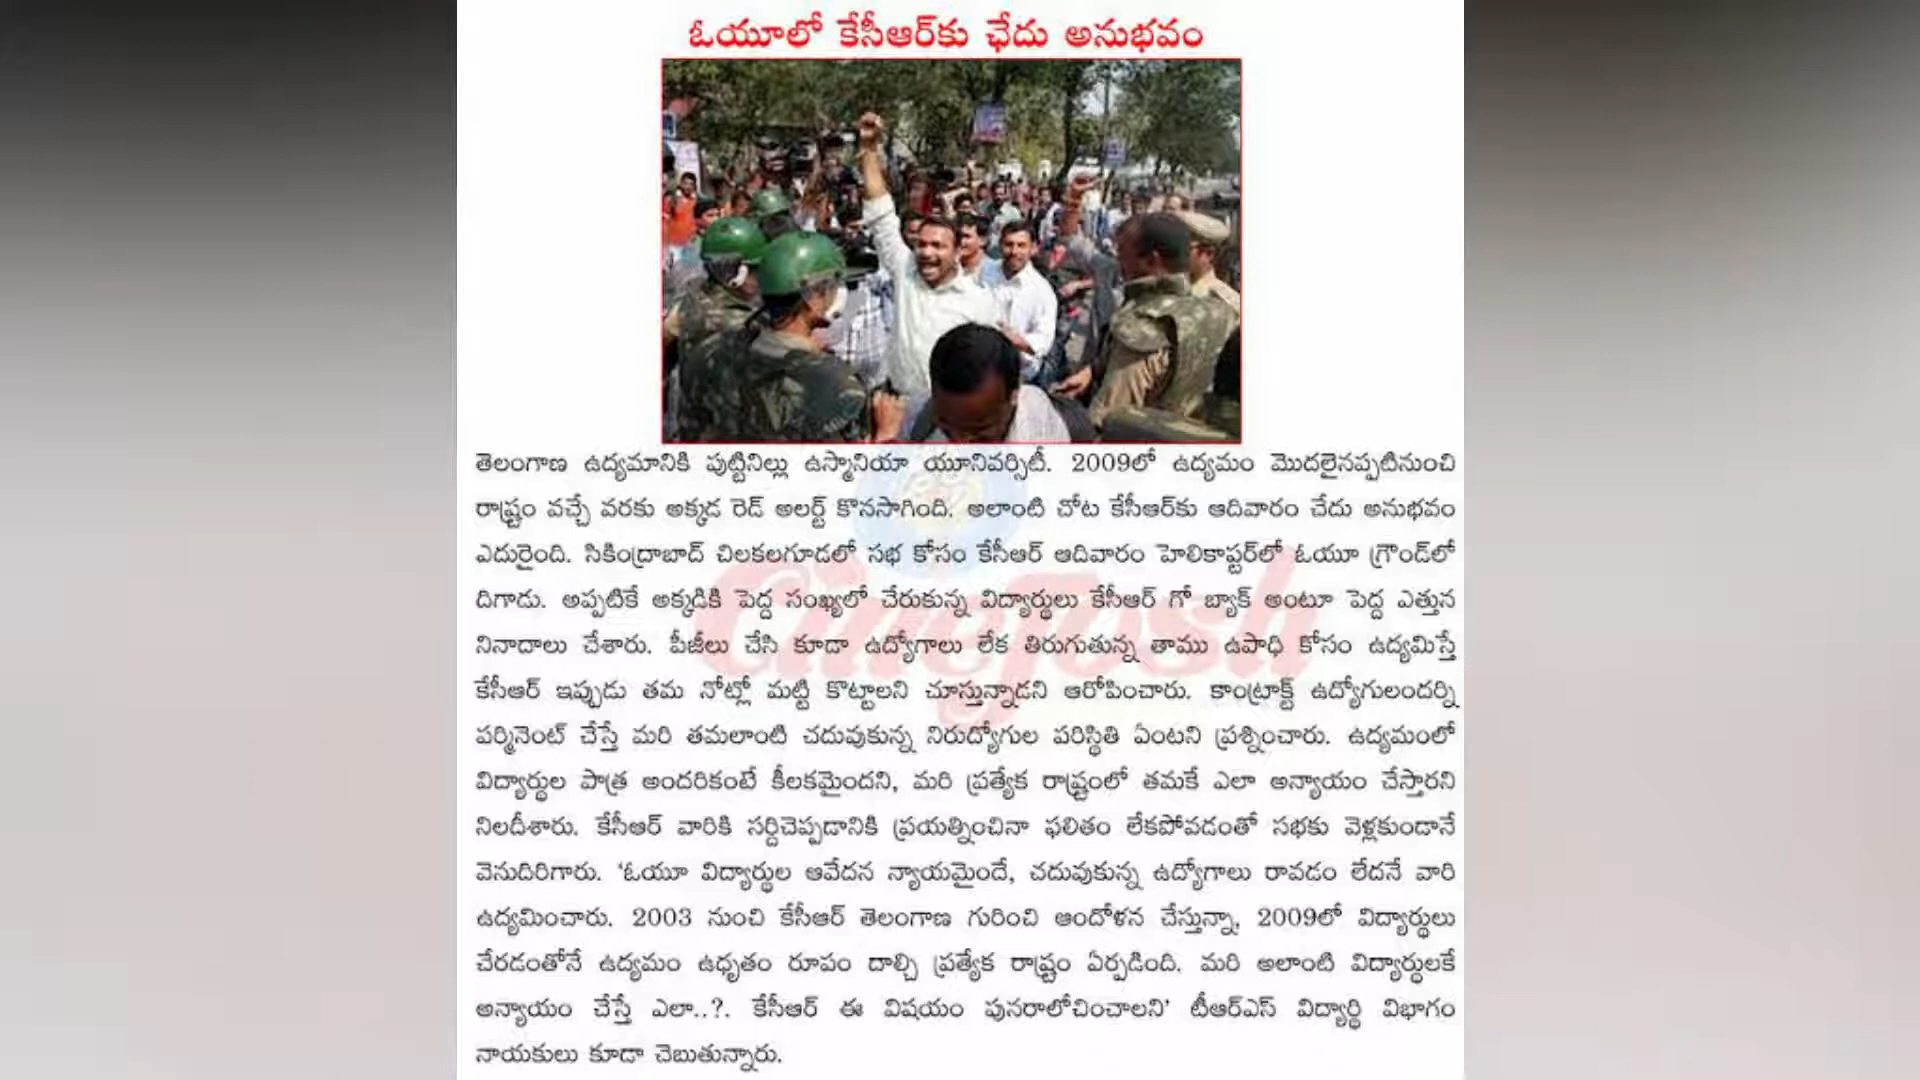 ఓయూలో కేసీఆర్‌కు ఛేదు అనుభవం
తెలంగాణ ఉద్యమానికి పుట్టినిల్లు ఉస్మానియా యూనివర్సిటీ. 2009లో ఉద్యమం మొదలైనప్పటినుంచి
రాష్ట్రం వచ్చే వరకు అక్కడ రెడ్ అలర్ట్ కొనసాగింది. అలాంటి చోట కేసీఆర్‌కు ఆదివారం చేదు అనుభవం
ఎదురైంది. సికింద్రాబాద్ చిలకలగూడలో సభ కోసం కేసీఆర్ ఆదివారం హెలికాప్టర్‌లో ఓయూ గ్రౌండ్‌లో
దిగాడు. అప్పటికే అక్కడికి పెద్ద సంఖ్యలో చేరుకున్న విద్యార్థులు కేసీఆర్ గో బ్యాక్ అంటూ పెద్ద ఎత్తున
నినాదాలు చేశారు. పీజీలు చేసి కూడా ఉద్యోగాలు లేక తిరుగుతున్న తాము ఉపాధి కోసం ఉద్యమిస్తే
కేసీఆర్ ఇప్పుడు తమ నోట్లో మట్టి కొట్టాలని చూస్తున్నాడని ఆరోపించారు. కాంట్రాక్ట్ ఉద్యోగులందర్ని
పర్మినెంట్ చేస్తే మరి తమలాంటి చదువుకున్న నిరుద్యోగుల పరిస్థితి ఏంటని ప్రశ్నించారు. ఉద్యమంలో
విద్యార్థుల పాత్ర అందరికంటే కీలకమైందని, మరి ప్రత్యేక రాష్ట్రంలో తమకే ఎలా అన్యాయం చేస్తారని
నిలదీశారు. కేసీఆర్ వారికి సర్దిచెప్పడానికి ప్రయత్నించినా ఫలితం లేకపోవడంతో సభకు వెళ్లకుండానే
వెనుదిరిగారు. 'ఓయూ విద్యార్థుల ఆవేదన న్యాయమైందే, చదువుకున్న ఉద్యోగాలు రావడం లేదనే వారి
ఉద్యమించారు. 2003 నుంచి కేసీఆర్ తెలంగాణ గురించి ఆందోళన చేస్తున్నా, 2009లో విద్యార్థులు
చేరడంతోనే ఉద్యమం ఉధృతం రూపం దాల్చి ప్రత్యేక రాష్ట్రం ఏర్పడింది. మరి అలాంటి విద్యార్థులకే
అన్యాయం చేస్తే ఎలా..?. కేసీఆర్ ఈ విషయం పునరాలోచించాలని' టీఆర్ఎస్ విద్యార్థి విభాగం
నాయకులు కూడా చెబుతున్నారు.
CineJosh